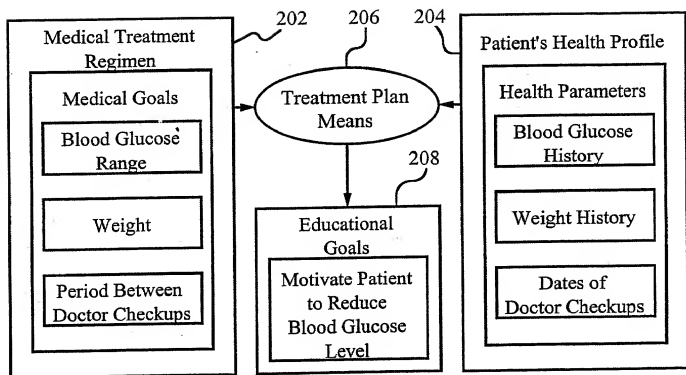 Medical Treatment
Regimen
Medical Goals
Blood Glucose
Range
Weight
Period Between
Doctor Checkups
202
206
Treatment Plan
Means
208
Educational
Goals
Motivate Patient
to Reduce
Blood Glucose
Level
204
Patient's Health Profile
Health Parameters
Blood Glucose
History
Weight History
Dates of
Doctor Checkups